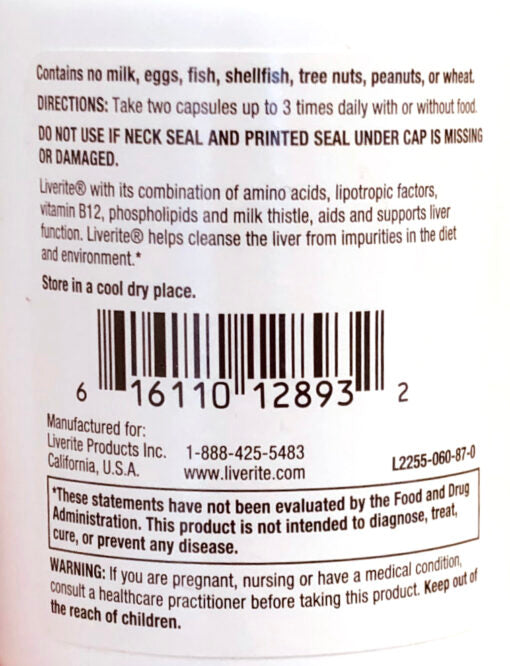 Contains no milk, eggs, fish, shellfish, tree nuts, peanuts, or wheat.
DIRECTIONS: Take two capsules up to 3 times daily with or without food.
DO NOT USE IF NECK SEAL AND PRINTED SEAL UNDER CAP IS MISSING
OR DAMAGED.
Liverite® with its combination of amino acids, lipotropic factors,
vitamin B12, phospholipids and milk thistle, aids and supports liver
function. Liverite® helps cleanse the liver from impurities in the diet
and environment.*
Store in a cool dry place.
6 16110 12893 2
Manufactured for:
Liverite Products Inc. 1-888-425-5483
California, U.S.A. www.liverite.com L2255-060-87-0
*These statements have not been evaluated by the Food and Drug
Administration. This product is not intended to diagnose, treat,
cure, or prevent any disease.
WARNING: If you are pregnant, nursing or have a medical condition,
consult a healthcare practitioner before taking this product. Keep out of
the reach of children.